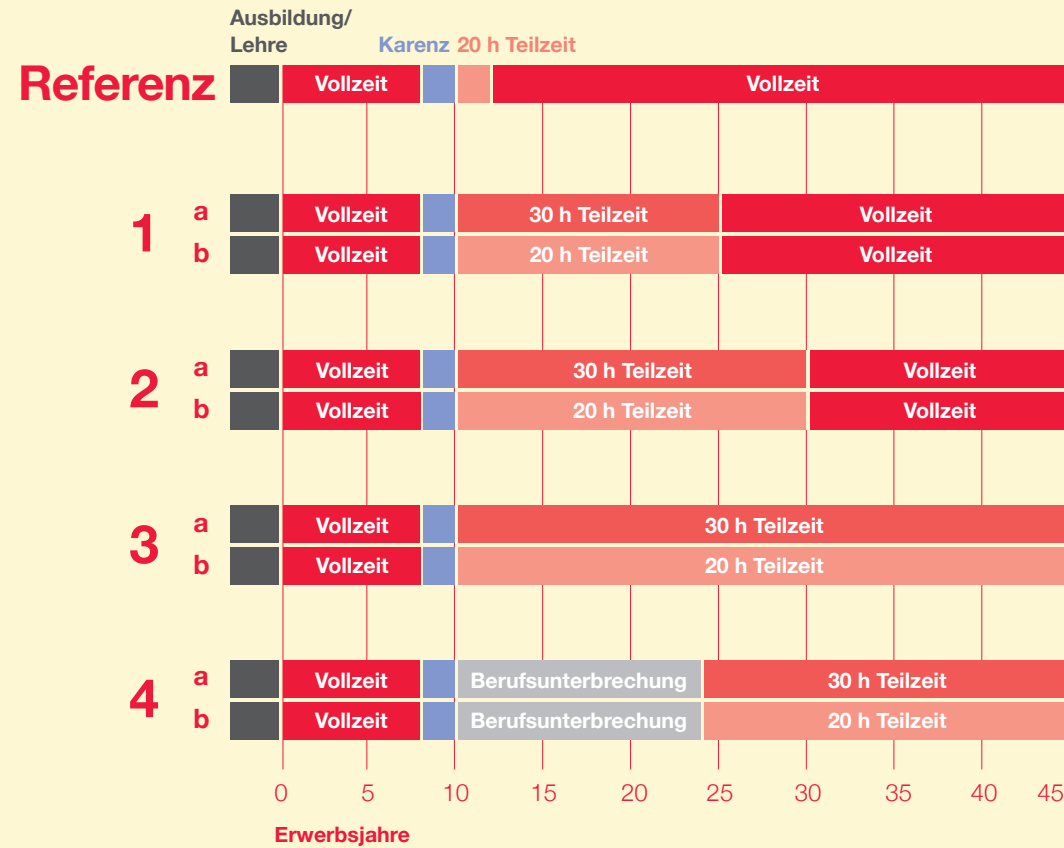 Ausbildung/
Lehre Karenz 20 h Teilzeit
Referenz Vollzeit Vollzeit
1
a Vollzeit 30 h Teilzeit Vollzeit
b Vollzeit 20 h Teilzeit Vollzeit
2
a Vollzeit 30 h Teilzeit Vollzeit
b Vollzeit 20 h Teilzeit Vollzeit
3
a Vollzeit 30 h Teilzeit
b Vollzeit 20 h Teilzeit
4
a Vollzeit Berufsunterbrechung 30 h Teilzeit
b Vollzeit Berufsunterbrechung 20 h Teilzeit
0 5 10 15 20 25 30 35 40 45
Erwerbsjahre